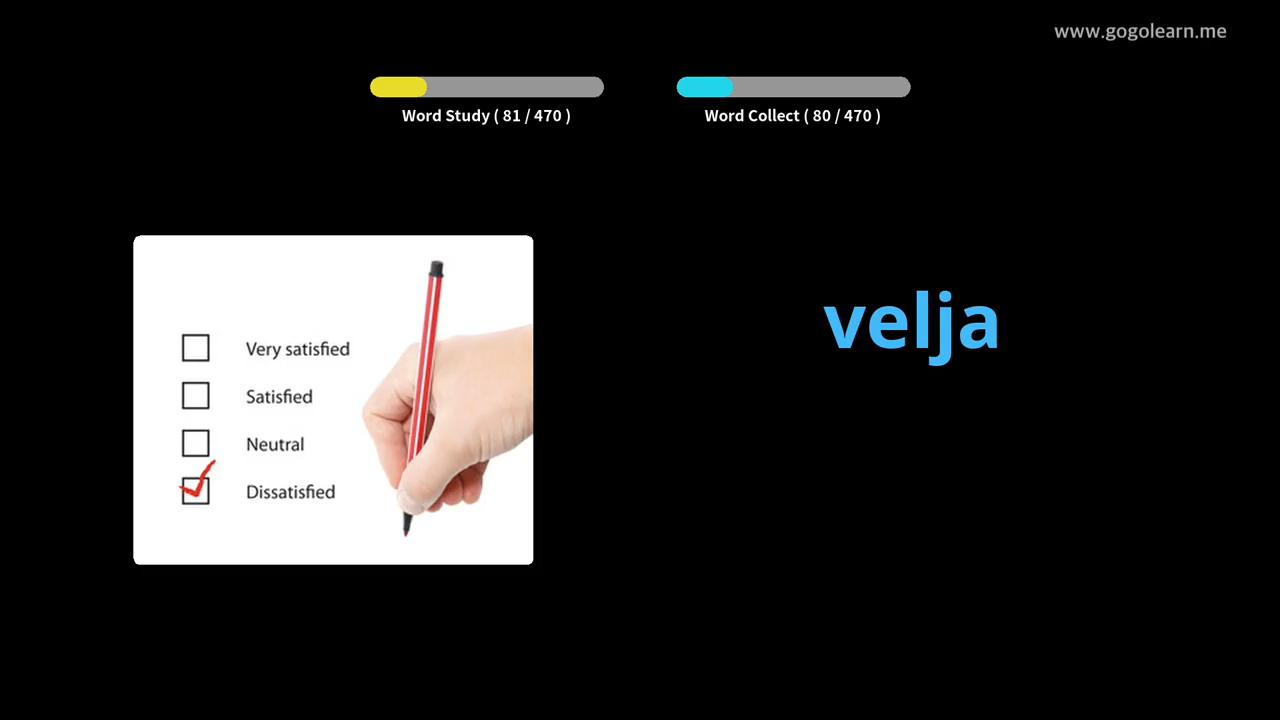 www.gogolearn.me
Word Study ( 81 / 470 )
Word Collect ( 80 / 470 )
Very satisfied
Satisfied
Neutral
Dissatisfied
velja